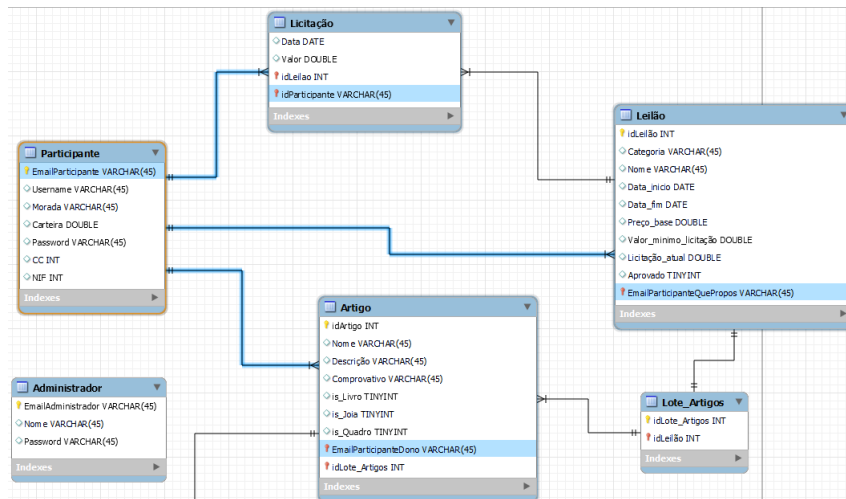 Licitação
Data DATE
Valor DOUBLE
idLeilao INT
idParticipante VARCHAR(45)
Indexes
Participante
EmailParticipante VARCHAR(45)
Username VARCHAR(45)
Morada VARCHAR(45)
Carteira DOUBLE
Password VARCHAR(45)
CC INT
NIF INT
Indexes
Leilão
idLeilão INT
Categoria VARCHAR(45)
Nome VARCHAR(45)
Data_inicio DATE
Data_fim DATE
Preço_base DOUBLE
Valor_minimo_licitação DOUBLE
Licitação_atual DOUBLE
Aprovado TINYINT
EmailParticipanteQuePropos VARCHAR(45)
Indexes
Artigo
idArtigo INT
Nome VARCHAR(45)
Descrição VARCHAR(45)
Comprovativo VARCHAR(45)
is_Livro TINYINT
is_Joia TINYINT
is_Quadro TINYINT
EmailParticipanteDono VARCHAR(45)
idLote_Artigos INT
Indexes
Administrador
EmailAdministrador VARCHAR(45)
Nome VARCHAR(45)
Password VARCHAR(45)
Indexes
Lote_Artigos
idLote_Artigos INT
idLeilão INT
Indexes